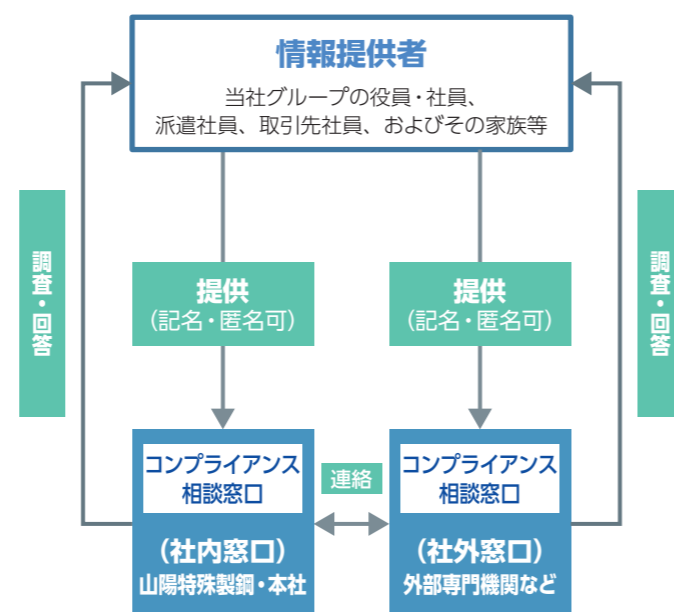 情報提供者
当社グループの役員・社員、
派遣社員、取引先社員、およびその家族等
調査・回答
提供
（記名・匿名可）
提供
（記名・匿名可）
調査・回答
コンプライアンス
相談窓口
（社内窓口）
山陽特殊製鋼・本社
連絡
コンプライアンス
相談窓口
（社外窓口）
外部専門機関など